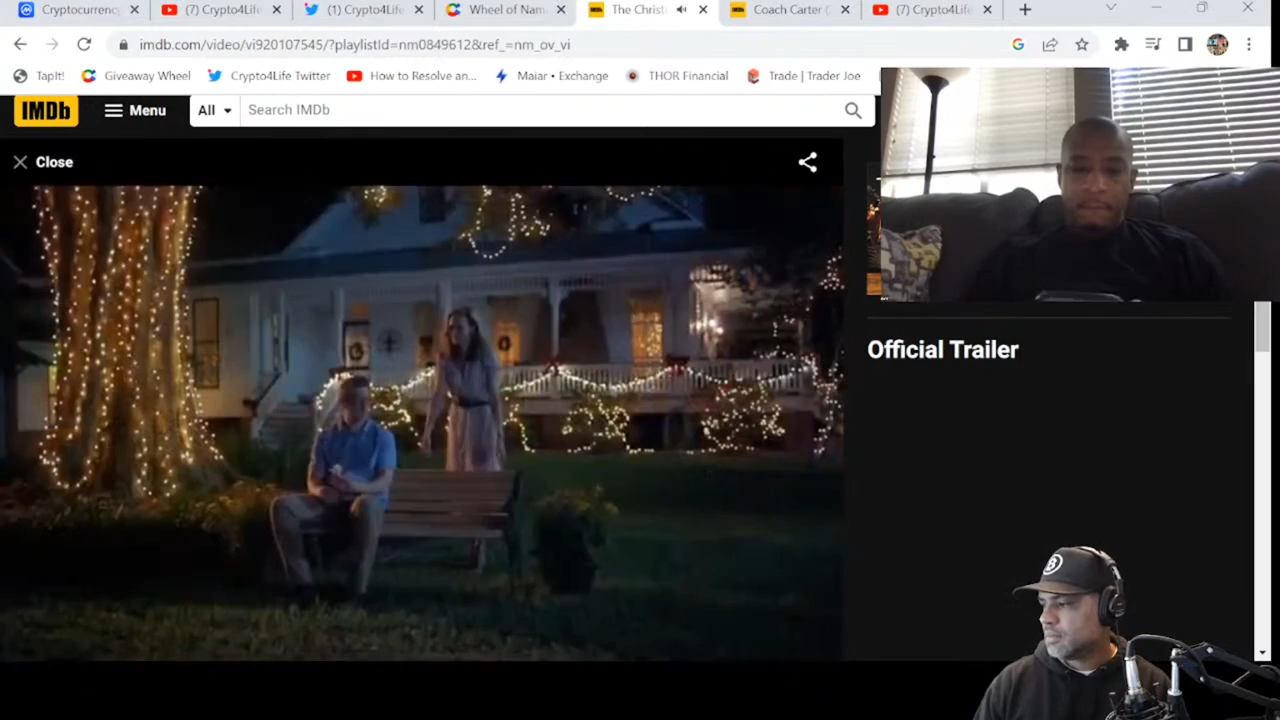 Cryptocurrency
(7) Crypto4Life
(1) Crypto4Life
Wheel of Nam
The Christ
Coach Carter (
(7) Crypto4Life
imdb.com/video/vi920107545/?playlistId=nm0849612&ref_=nm_ov_vi
TapIt!
Giveaway Wheel
Crypto4Life Twitter
How to Resolve an...
Maiar • Exchange
THOR Financial
Trade | Trader Joe
IMDb
Menu
All
Search IMDb
Close
Official Trailer